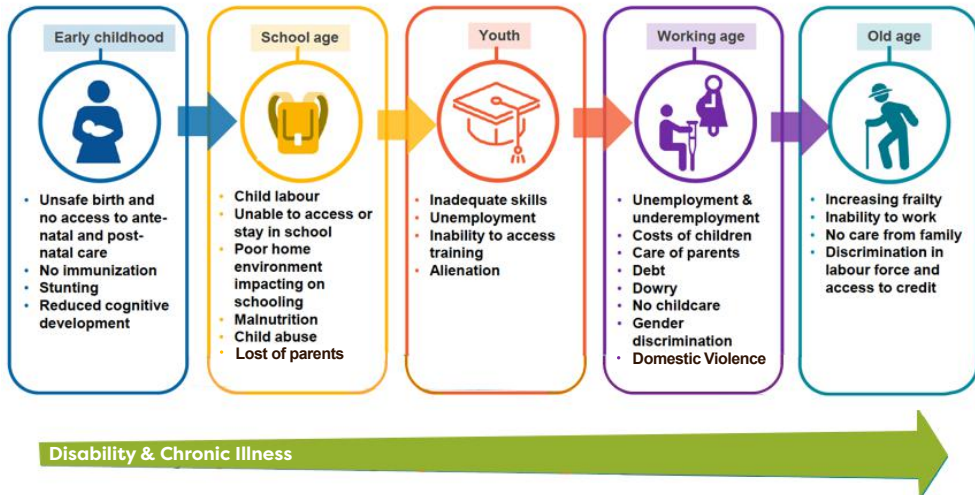 Early childhood
Unsafe birth and
no access to ante-
natal and post-
natal care
No immunization
Stunting
Reduced cognitive
development
School age
Child labour
Unable to access or
stay in school
Poor home
environment
impacting on
schooling
Malnutrition
Child abuse
Lost of parents
Youth
Inadequate skills
Unemployment
Inability to access
training
Alienation
Working age
Unemployment &
underemployment
Costs of children
Care of parents
Debt
Dowry
No childcare
Gender
discrimination
Domestic Violence
Old age
Increasing frailty
Inability to work
No care from family
Discrimination in
labour force and
access to credit
Disability & Chronic Illness